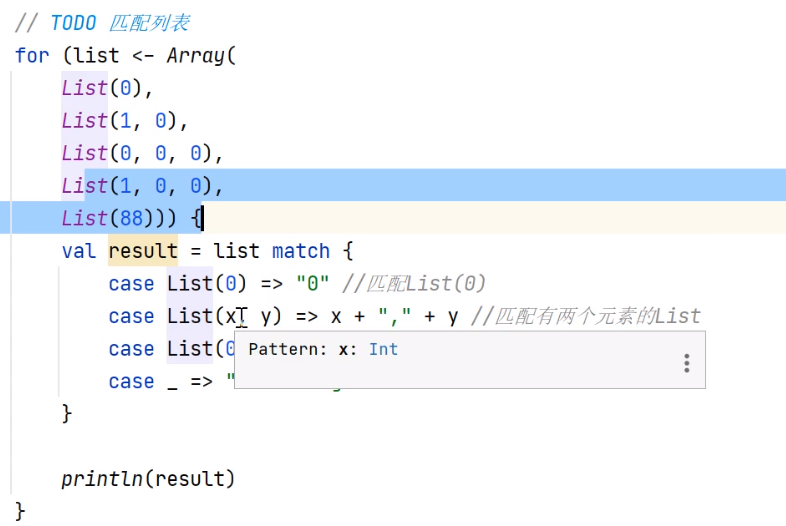 // TODO 匹配列表
for (list <- Array(
List(0),
List(1, 0),
List(0, 0, 0),
List(1, 0, 0),
List(88))) {
val result = list match {
case List(0) => "0" //匹配List(0)
case List(x, y) => x + "," + y //匹配有两个元素的List
case List(0
Pattern: x: Int
case _ => "
}
println(result)
}